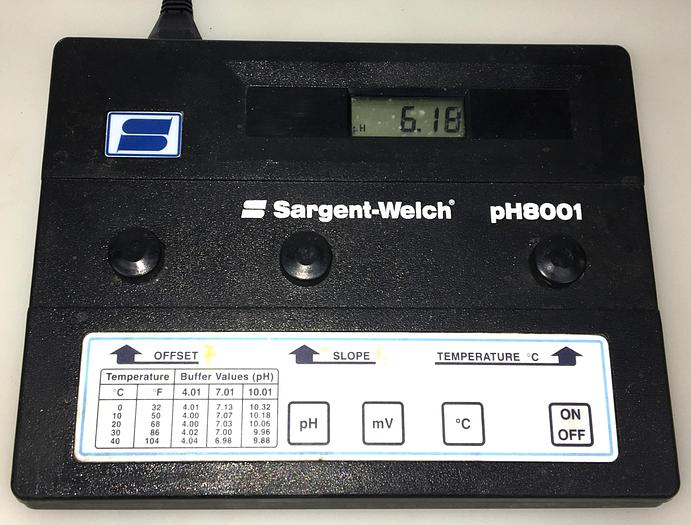 pH 6.18
S
Sargent-Welch® pH8001
OFFSET SLOPE TEMPERATURE °C
Temperature Buffer Values (pH)
°C °F 4.01 7.01 10.01
0 32 4.01 7.13 10.32
10 50 4.00 7.07 10.18
20 68 4.00 7.03 10.06
30 86 4.02 7.00 9.96
40 104 4.04 6.98 9.88
pH mV °C ON
OFF